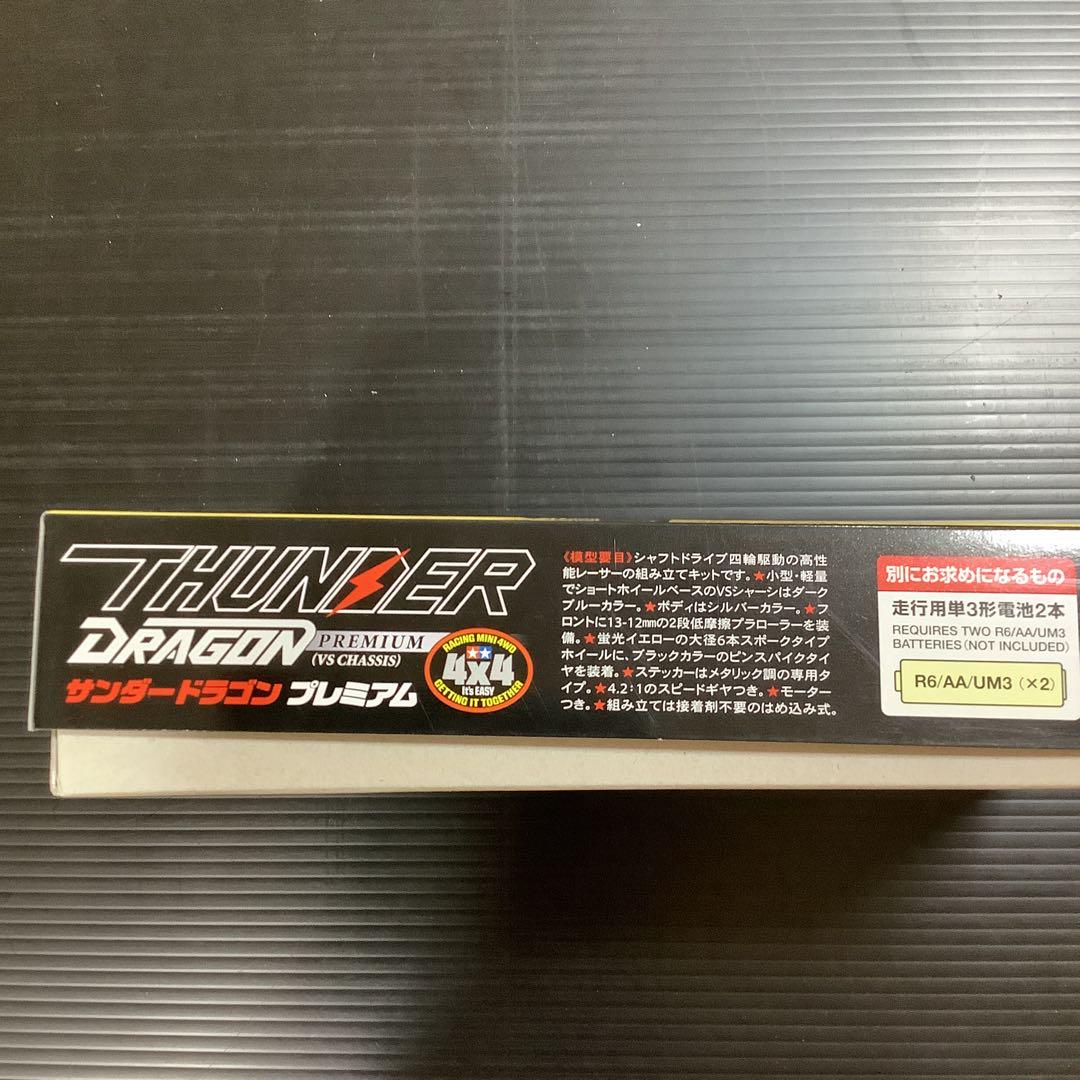 THUNDER
DRAGON PREMIUM
(VS CHASSIS)
サンダードラゴン プレミアム
RACING MINI 4WD
4x4
It's EASY
GETTING IT TOGETHER
《模型要目》シャフトドライブ四輪駆動の高性
能レーサーの組み立てキットです。★小型・軽量
でショートホイールベースのVSシャーシはダーク
ブルーカラー。★ボディはシルバーカラー。★フ
ロントに13-12mmの2段低摩擦プラローラーを装
備。★蛍光イエローの大径6本スポークタイプ
ホイールに、ブラックカラーのピンスパイクタイ
ヤを装着。★ステッカーはメタリック調の専用タ
イプ。★4.2:1のスピードギヤつき。★モーター
つき。★組み立ては接着剤不要のはめ込み式。
別にお求めになるもの
走行用単3形電池2本
REQUIRES TWO R6/AA/UM3
BATTERIES (NOT INCLUDED)
R6/AA/UM3 (×2)